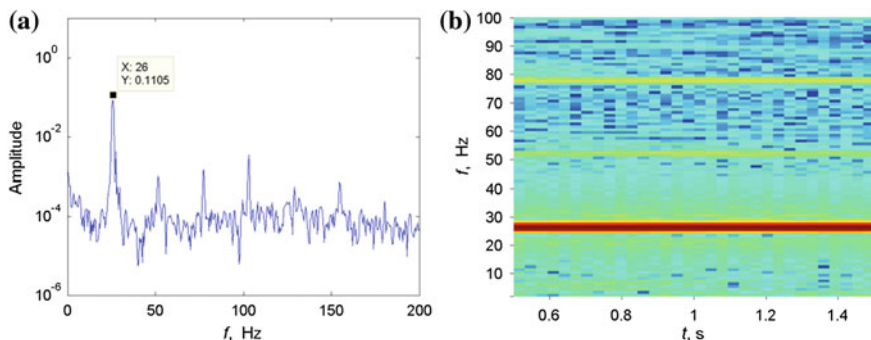 (a)
10^0
10^-2
10^-4
10^-6
Amplitude
X: 26
Y: 0.1105
0 50 100 150 200
f, Hz
(b)
100
90
80
70
60
50
40
30
20
10
f, Hz
0.6 0.8 1 1.2 1.4
t, s